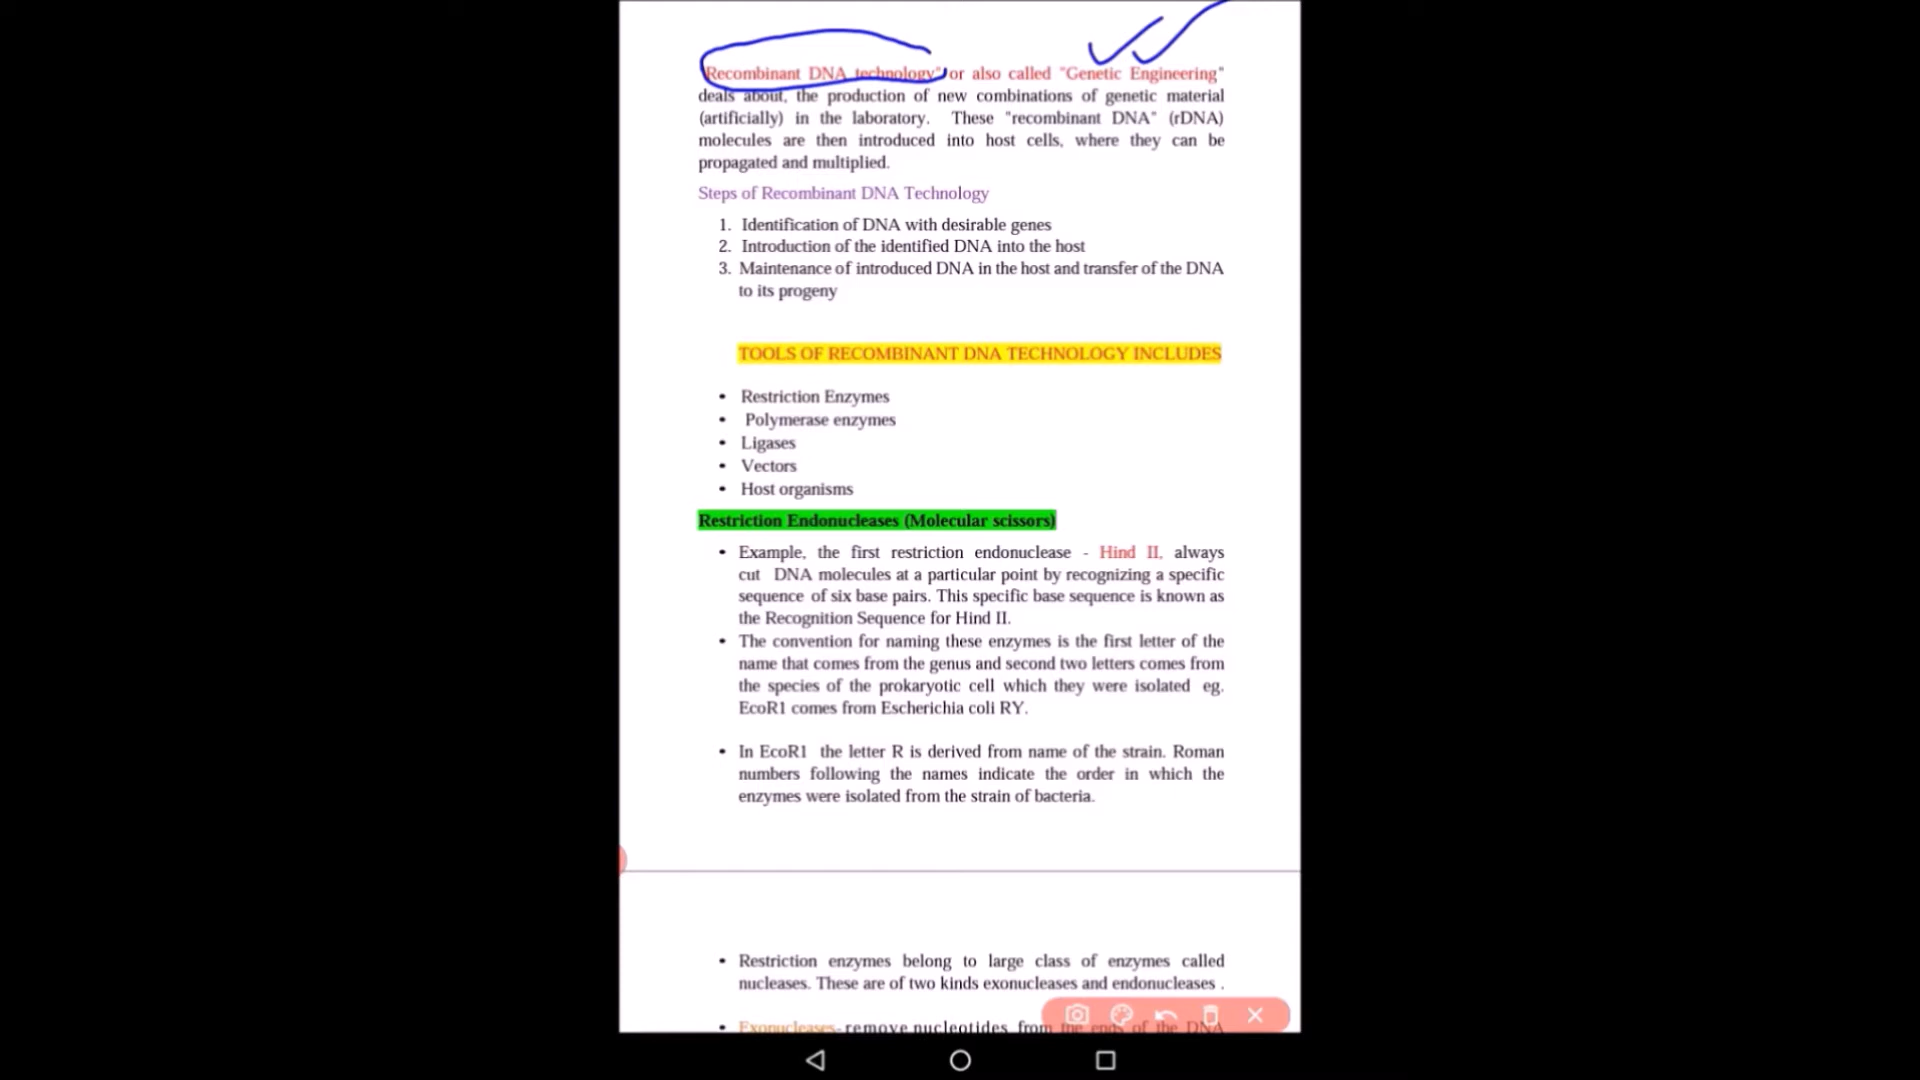 "Recombinant DNA technology" or also called "Genetic Engineering"
deals about, the production of new combinations of genetic material
(artificially) in the laboratory. These "recombinant DNA" (rDNA)
molecules are then introduced into host cells, where they can be
propagated and multiplied.
Steps of Recombinant DNA Technology
1. Identification of DNA with desirable genes
2. Introduction of the identified DNA into the host
3. Maintenance of introduced DNA in the host and transfer of the DNA
to its progeny
TOOLS OF RECOMBINANT DNA TECHNOLOGY INCLUDES
• Restriction Enzymes
• Polymerase enzymes
• Ligases
• Vectors
• Host organisms
Restriction Endonucleases (Molecular scissors)
• Example, the first restriction endonuclease - Hind II, always
cut DNA molecules at a particular point by recognizing a specific
sequence of six base pairs. This specific base sequence is known as
the Recognition Sequence for Hind II.
• The convention for naming these enzymes is the first letter of the
name that comes from the genus and second two letters comes from
the species of the prokaryotic cell which they were isolated eg.
EcoR1 comes from Escherichia coli RY.
• In EcoR1 the letter R is derived from name of the strain. Roman
numbers following the names indicate the order in which the
enzymes were isolated from the strain of bacteria.
• Restriction enzymes belong to large class of enzymes called
nucleases. These are of two kinds exonucleases and endonucleases .
• Exonucleases- remove nucleotides from the ends of the DNA